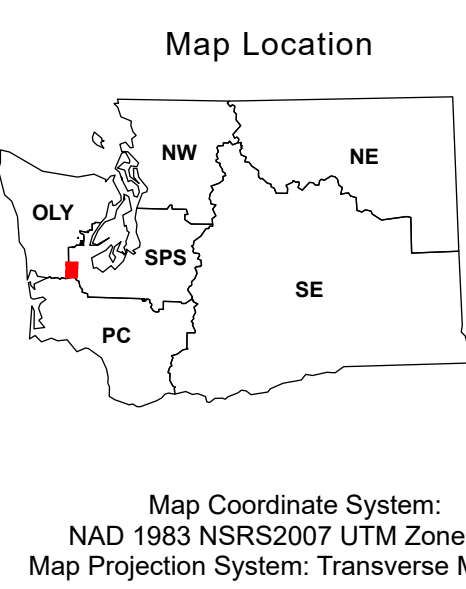 Map Location
NW
NE
OLY
SPS
SE
PC
Map Coordinate System:
NAD 1983 NSRS2007 UTM Zone
Map Projection System: Transverse